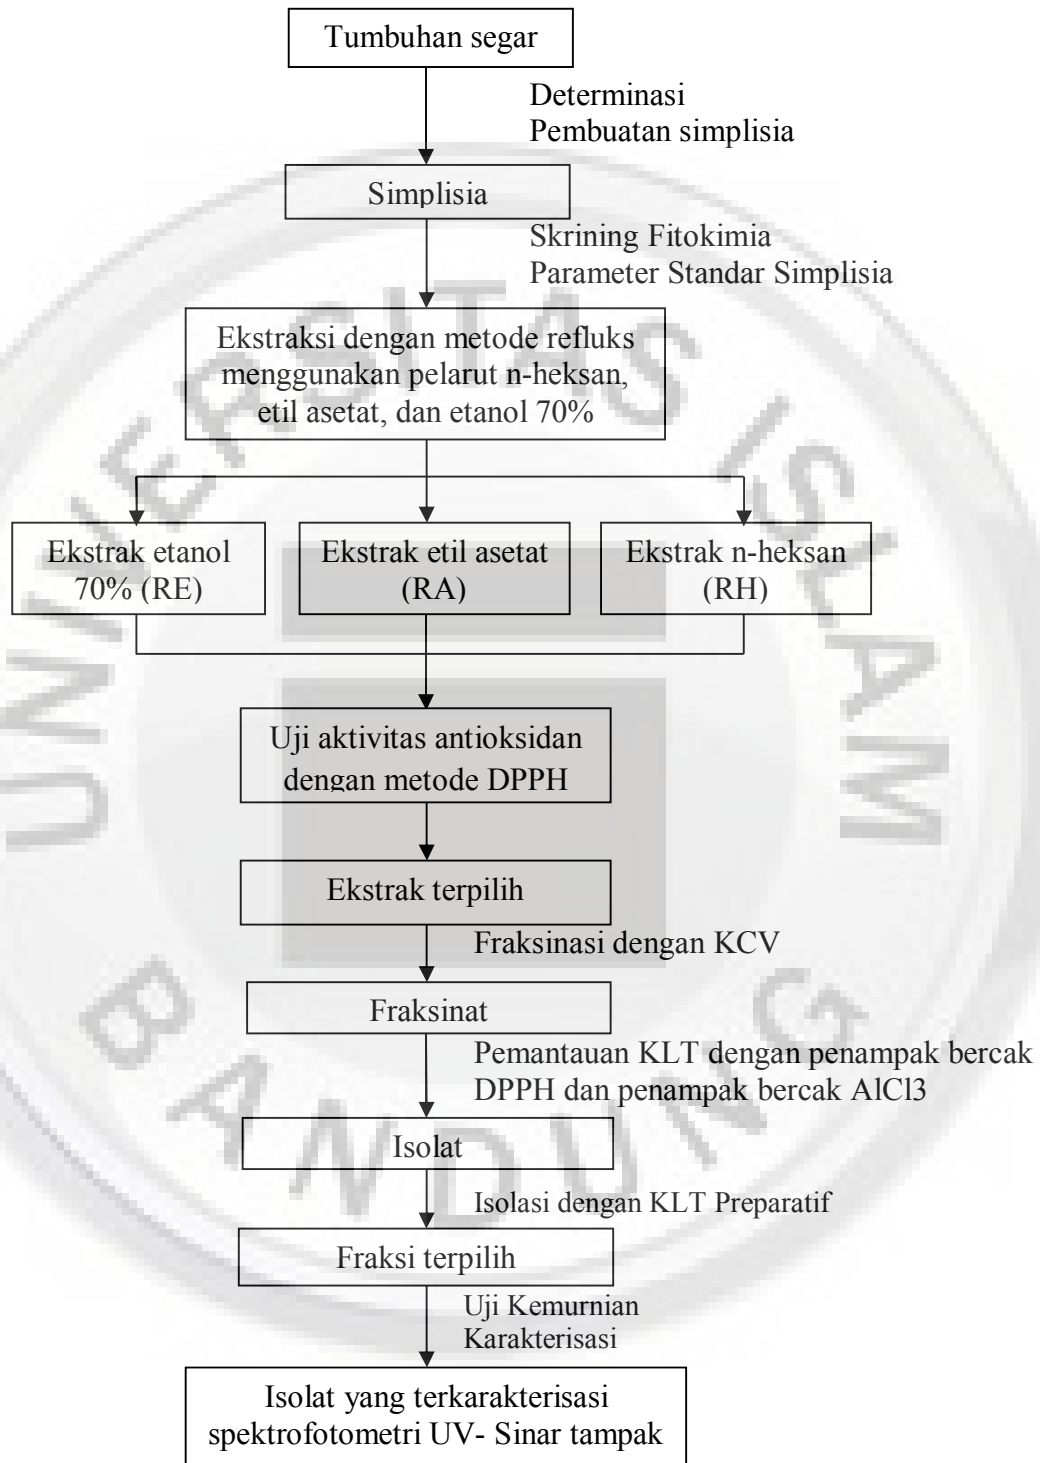 Tumbuhan segar
Determinasi
Pembuatan simplisia
Simplisia
Skrining Fitokimia
Parameter Standar Simplisia
Ekstraksi dengan metode refluks
menggunakan pelarut n-heksan,
etil asetat, dan etanol 70%
Ekstrak etanol
70% (RE)
Ekstrak etil asetat
(RA)
Ekstrak n-heksan
(RH)
Uji aktivitas antioksidan
dengan metode DPPH
Ekstrak terpilih
Fraksinasi dengan KCV
Fraksinat
Pemantauan KLT dengan penampak bercak
DPPH dan penampak bercak AlCl3
Isolat
Isolasi dengan KLT Preparatif
Fraksi terpilih
Uji Kemurnian
Karakterisasi
Isolat yang terkarakterisasi
spektrofotometri UV- Sinar tampak
UNIVERSITAS ISLAM
BANDUNG